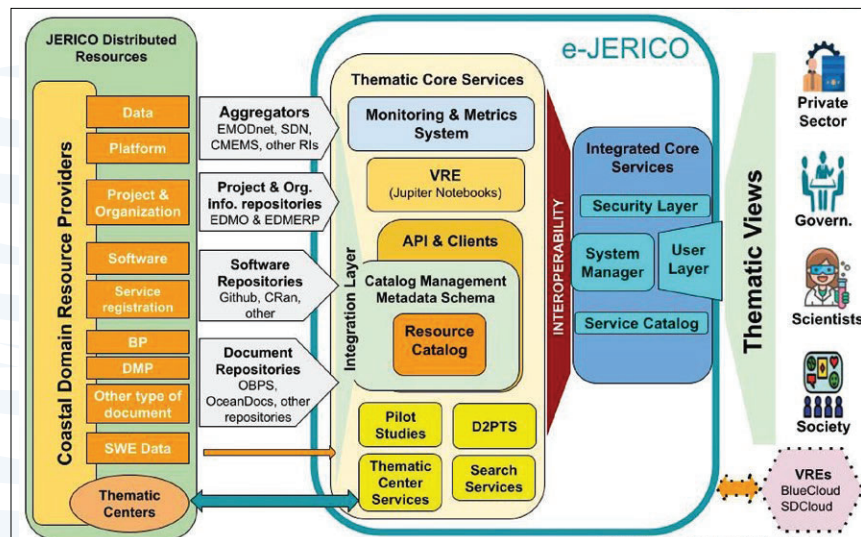 JERICO Distributed
Resources
Coastal Domain Resource Providers
Data
Platform
Project &
Organization
Software
Service
registration
BP
DMP
Other type of
document
SWE Data
Thematic
Centers
Aggregators
EMODnet, SDN,
CMEMS, other RIs
Project & Org.
info. repositories
EDMO & EDMERP
Software
Repositories
Github, CRan,
other
Document
Repositories
OBPS,
OceanDocs, other
repositories
e-JERICO
Thematic Core Services
Monitoring & Metrics
System
VRE
(Jupiter Notebooks)
API & Clients
Catalog Management
Metadata Schema
Resource
Catalog
Integration Layer
Pilot
Studies
D2PTS
Thematic
Center
Services
Search
Services
INTEROPERABILITY
Integrated Core
Services
Security Layer
System
Manager
User
Layer
Service Catalog
Thematic Views
Private
Sector
Govern.
Scientists
Society
VREs
BlueCloud
SDCloud